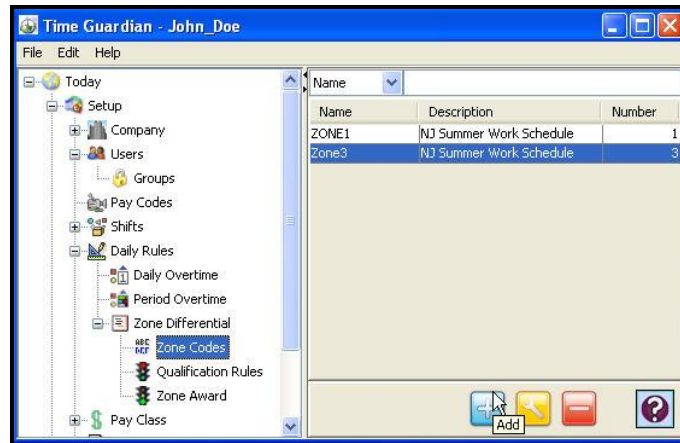 Time Guardian - John_Doe
File Edit Help
Today
Setup
Company
Users
Groups
Pay Codes
Shifts
Daily Rules
Daily Overtime
Period Overtime
Zone Differential
Zone Codes
Qualification Rules
Zone Award
Pay Class
Name
Name Description Number
ZONE1 NJ Summer Work Schedule 1
Zone3 NJ Summer Work Schedule 3
Add